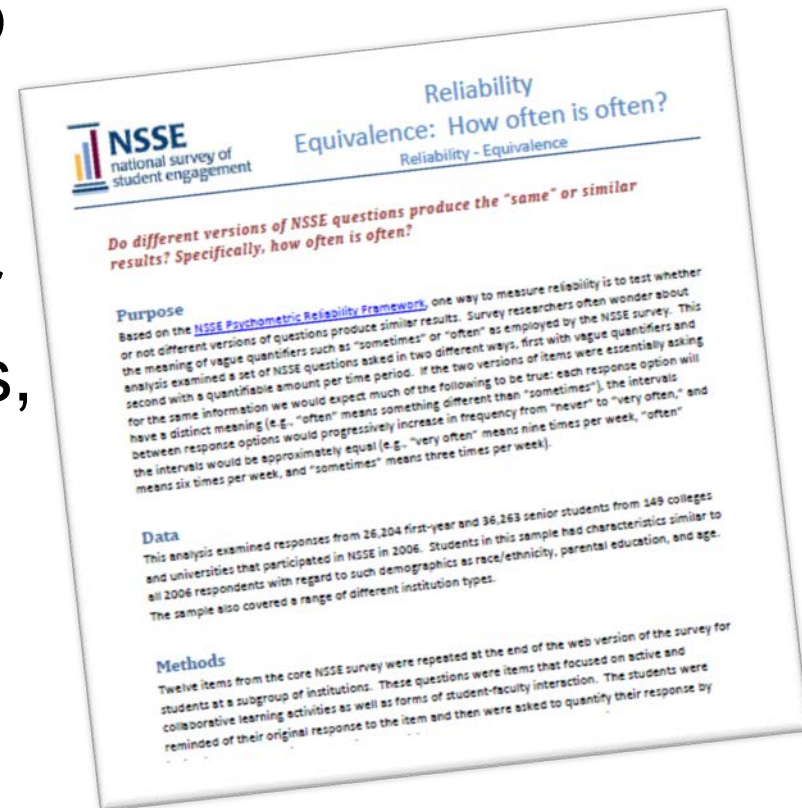 s,
NSSE
national survey of
student engagement
Reliability
Equivalence: How often is often?
Reliability - Equivalence
Do different versions of NSSE questions produce the "same" or similar
results? Specifically, how often is often?
Purpose
Based on the NSSE Psychometric Reliability Framework, one way to measure reliability is to test whether
or not different versions of questions produce similar results. Survey researchers often wonder about
the meaning of vague quantifiers such as "sometimes" or "often" as employed by the NSSE survey. This
analysis examined a set of NSSE questions asked in two different ways, first with vague quantifiers and
second with a quantifiable amount per time period. If the two versions of items were essentially asking
for the same information we would expect much of the following to be true: each response option will
have a distinct meaning (e.g., "often" means something different than "sometimes"), the intervals
between response options would progressively increase in frequency from "never" to "very often," and
the intervals would be approximately equal (e.g., "very often" means nine times per week, "often"
means six times per week, and "sometimes" means three times per week).
Data
This analysis examined responses from 26,204 first-year and 36,263 senior students from 149 colleges
and universities that participated in NSSE in 2006. Students in this sample had characteristics similar to
all 2006 respondents with regard to such demographics as race/ethnicity, parental education, and age.
The sample also covered a range of different institution types.
Methods
Twelve items from the core NSSE survey were repeated at the end of the web version of the survey for
students at a subgroup of institutions. These questions were items that focused on active and
collaborative learning activities as well as forms of student-faculty interaction. The students were
reminded of their original response to the item and then were asked to quantify their response by